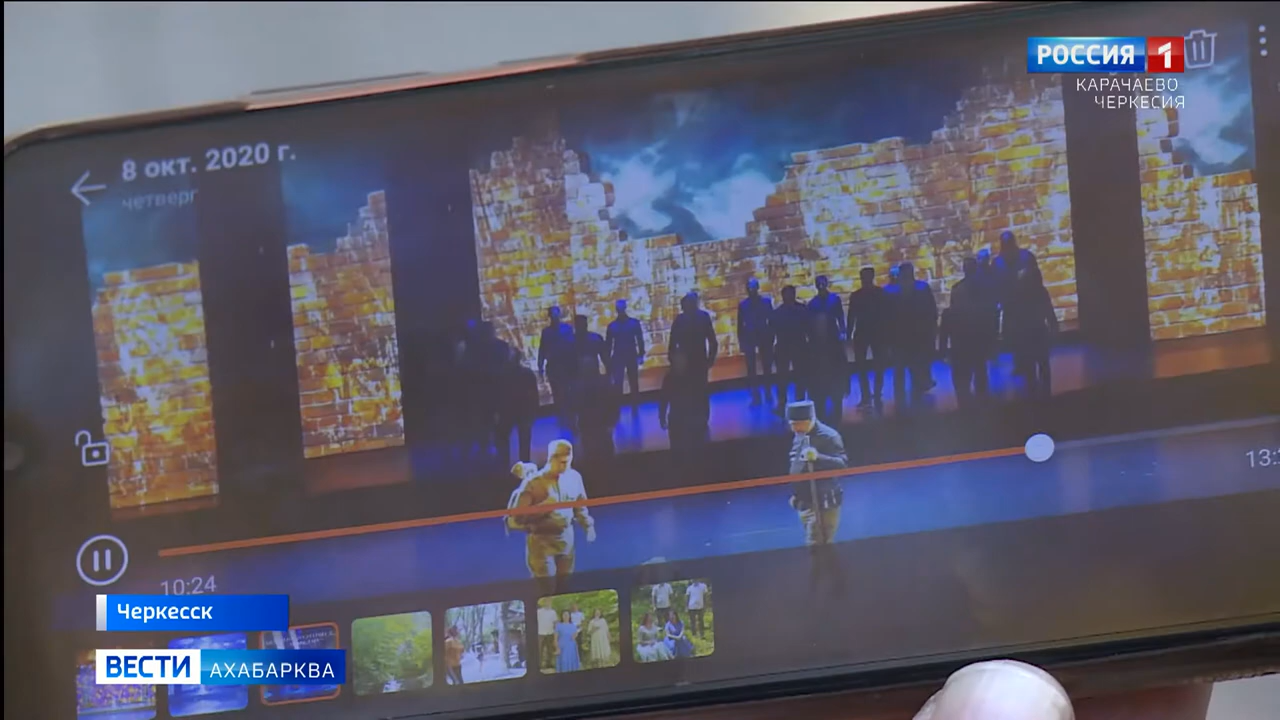 РОССИЯ 1
КАРАЧАЕВО
ЧЕРКЕСИЯ
8 окт. 2020 г.
четверг
10:24
Черкесск
ВЕСТИ АХАБАРКВА